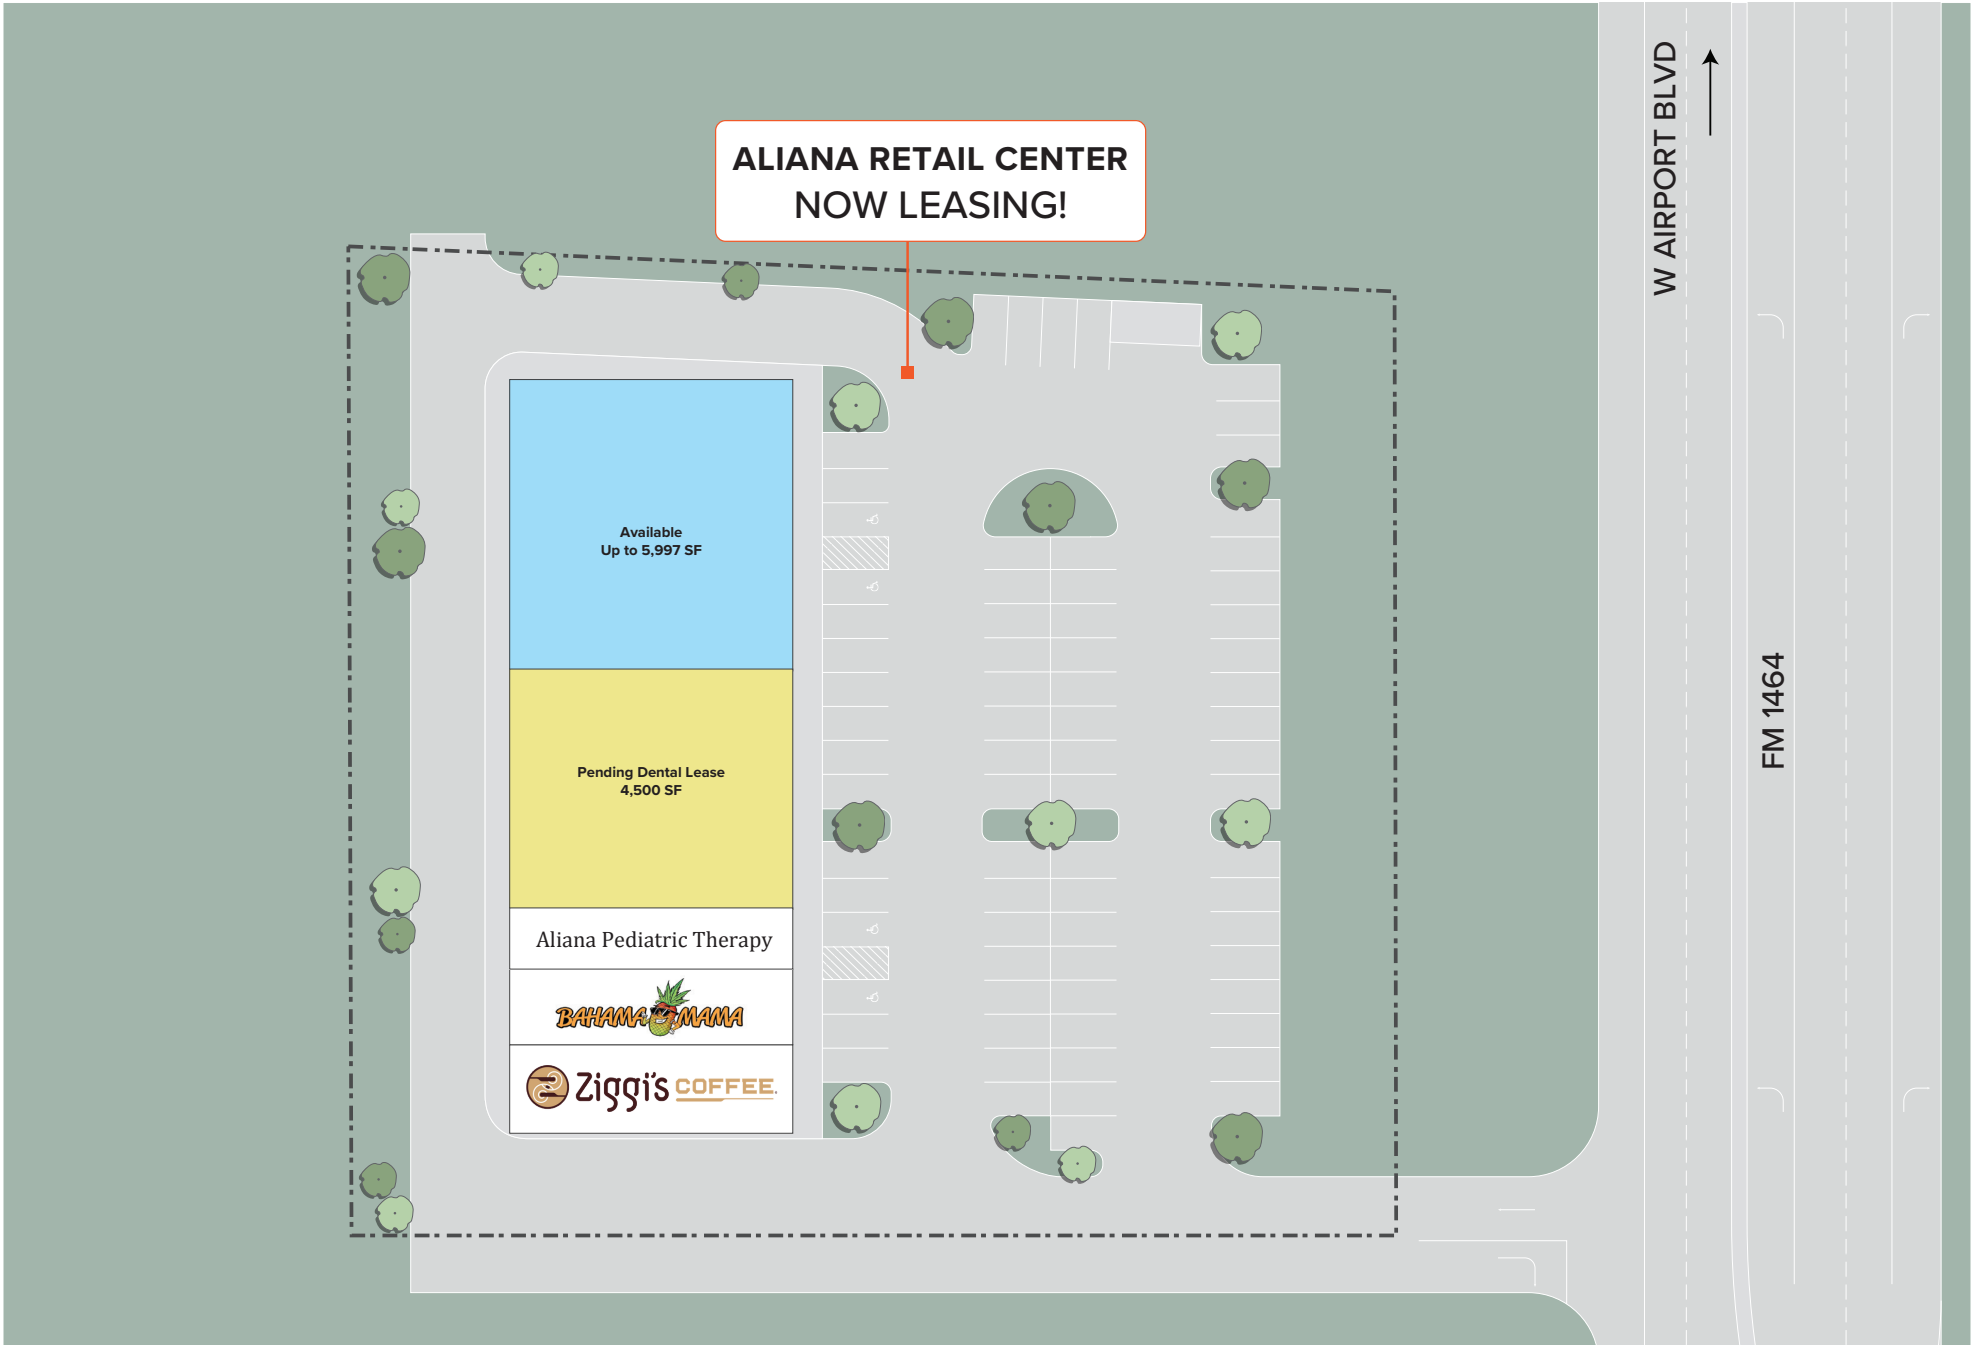 ALIANA RETAIL CENTER
NOW LEASING!
W AIRPORT BLVD
Available
Up to 5,997 SF
FM 1464
Pending Dental Lease
4,500 SF
Aliana Pediatric Therapy
BAHAMA MAMA
Ziggi's COFFEE.